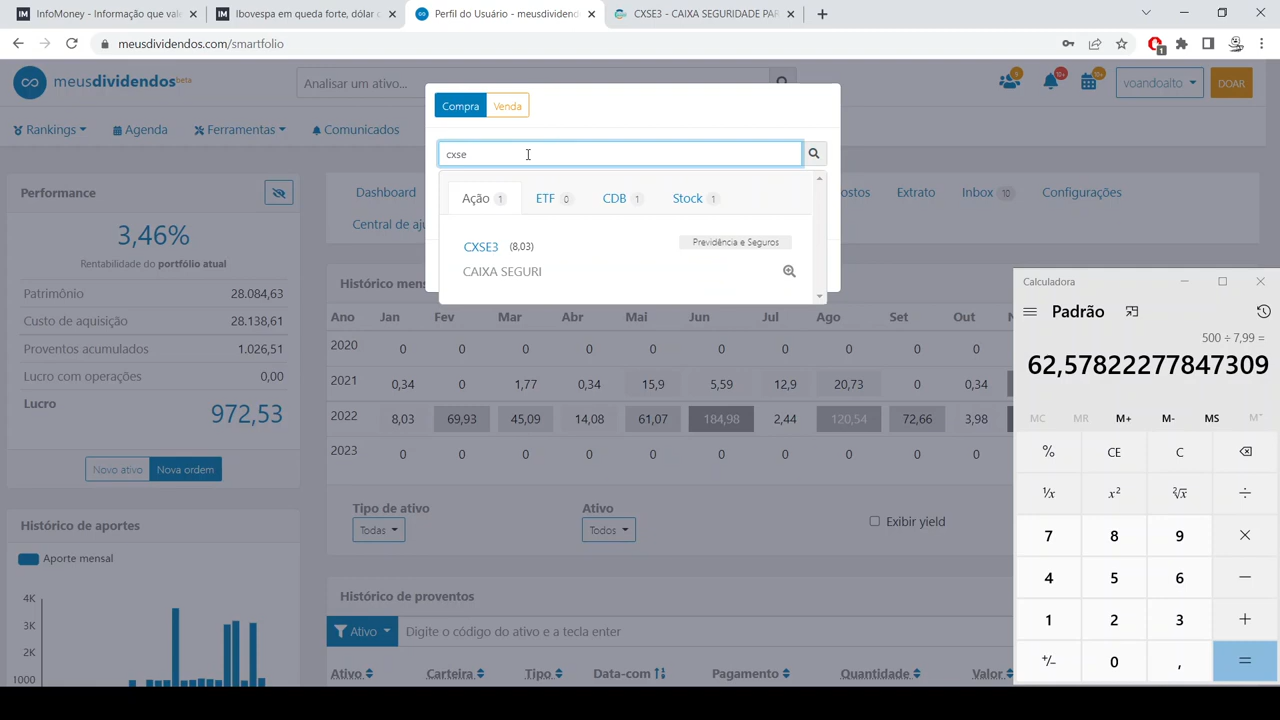 InfoMoney - Informação que val
Ibovespa em queda forte, dólar c
Perfil do Usuário - meusdividend
CXSE3 - CAIXA SEGURIDADE PAR
meusdividendos.com/smartfolio
meusdividendos beta
Analisar um ativo...
voandoalto
DOAR
Rankings
Agenda
Ferramentas
Comunicados
Compra
Venda
cxse
Ação 1
ETF 0
CDB 1
Stock 1
CXSE3 (8,03)
Previdência e Seguros
CAIXA SEGURI
Performance
3,46%
Rentabilidade do portfólio atual
Patrimônio 28.084,63
Custo de aquisição 28.138,61
Proventos acumulados 1.026,51
Lucro com operações 0,00
Lucro 972,53
Novo ativo
Nova ordem
Histórico de aportes
Aporte mensal
4K
3K
2K
1000
Dashboard
ostos
Extrato
Inbox 10
Configurações
Central de aju
Histórico mens
Ano Jan Fev Mar Abr Mai Jun Jul Ago Set Out
2020 0 0 0 0 0 0 0 0 0 0
2021 0,34 0 1,77 0,34 15,9 5,59 12,9 20,73 0 0,34
2022 8,03 69,93 45,09 14,08 61,07 184,98 2,44 120,54 72,66 3,98
2023 0 0 0 0 0 0 0 0 0 0
Tipo de ativo
Todas
Ativo
Todos
Exibir yield
Histórico de proventos
Ativo
Digite o código do ativo e a tecla enter
Ativo Carteira Tipo Data-com Pagamento Quantidade Valor
Calculadora
Padrão
500 ÷ 7,99 =
62,57822277847309
MC MR M+ M- MS M˅
% CE C
¹/x x² ²√x ÷
7 8 9 ×
4 5 6 −
1 2 3 +
+/− 0 , =